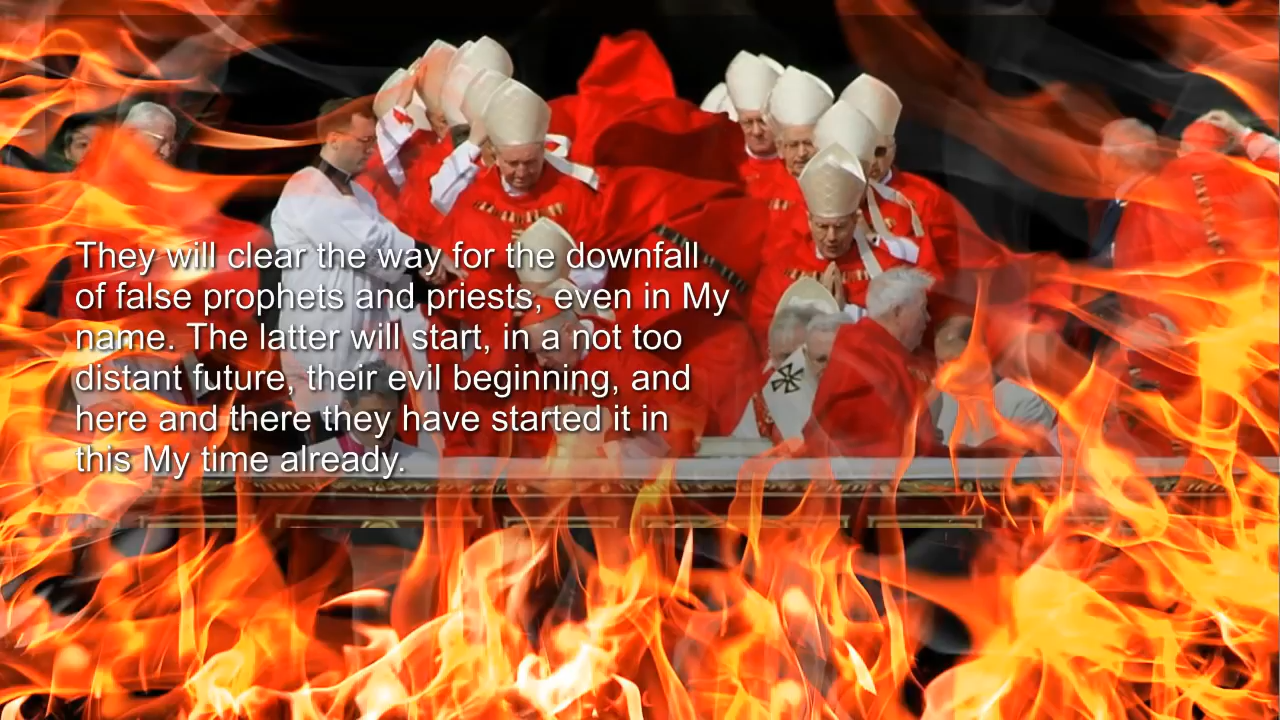 They will clear the way for the downfall
of false prophets and priests, even in My
name. The latter will start, in a not too
distant future, their evil beginning, and
here and there they have started it in
this My time already.